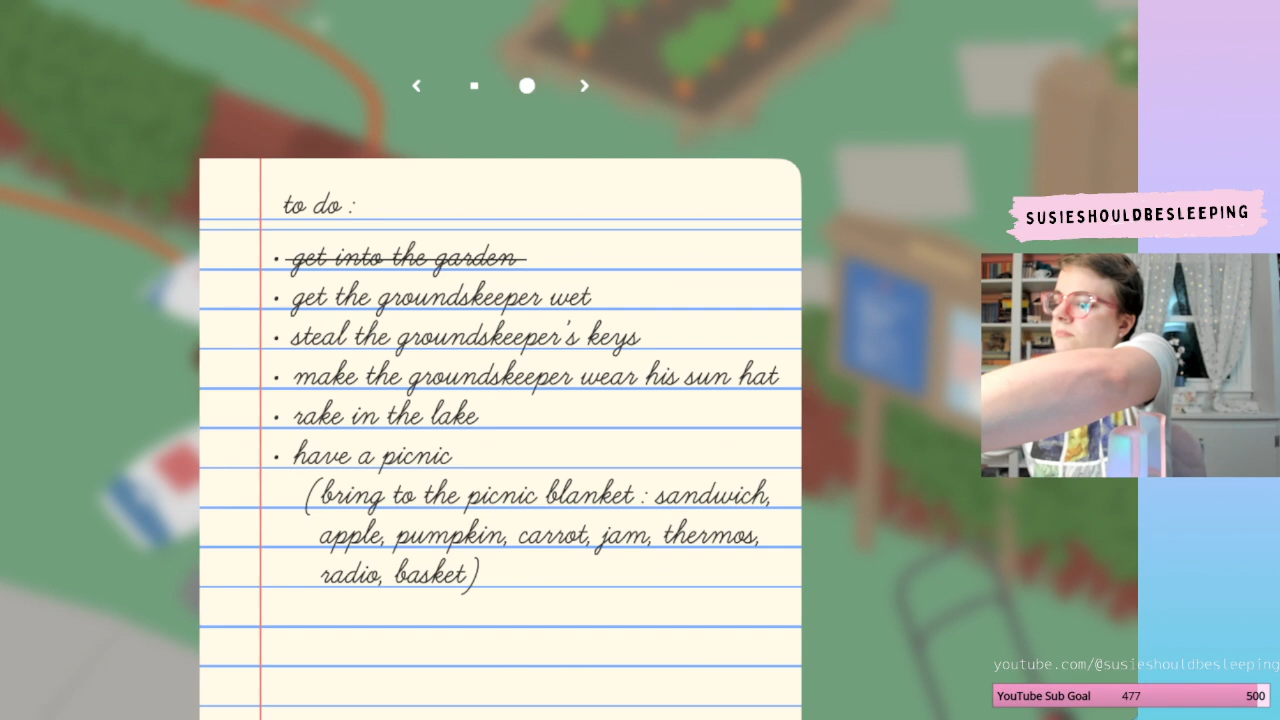 to do :
• get into the garden
• get the groundskeeper wet
• steal the groundskeeper's keys
• make the groundskeeper wear his sun hat
• rake in the lake
• have a picnic
(bring to the picnic blanket : sandwich,
apple, pumpkin, carrot, jam, thermos,
radio, basket)
SUSIESHOULDBESLEEPING
youtube.com/@susieshouldbesleeping
YouTube Sub Goal 477 500